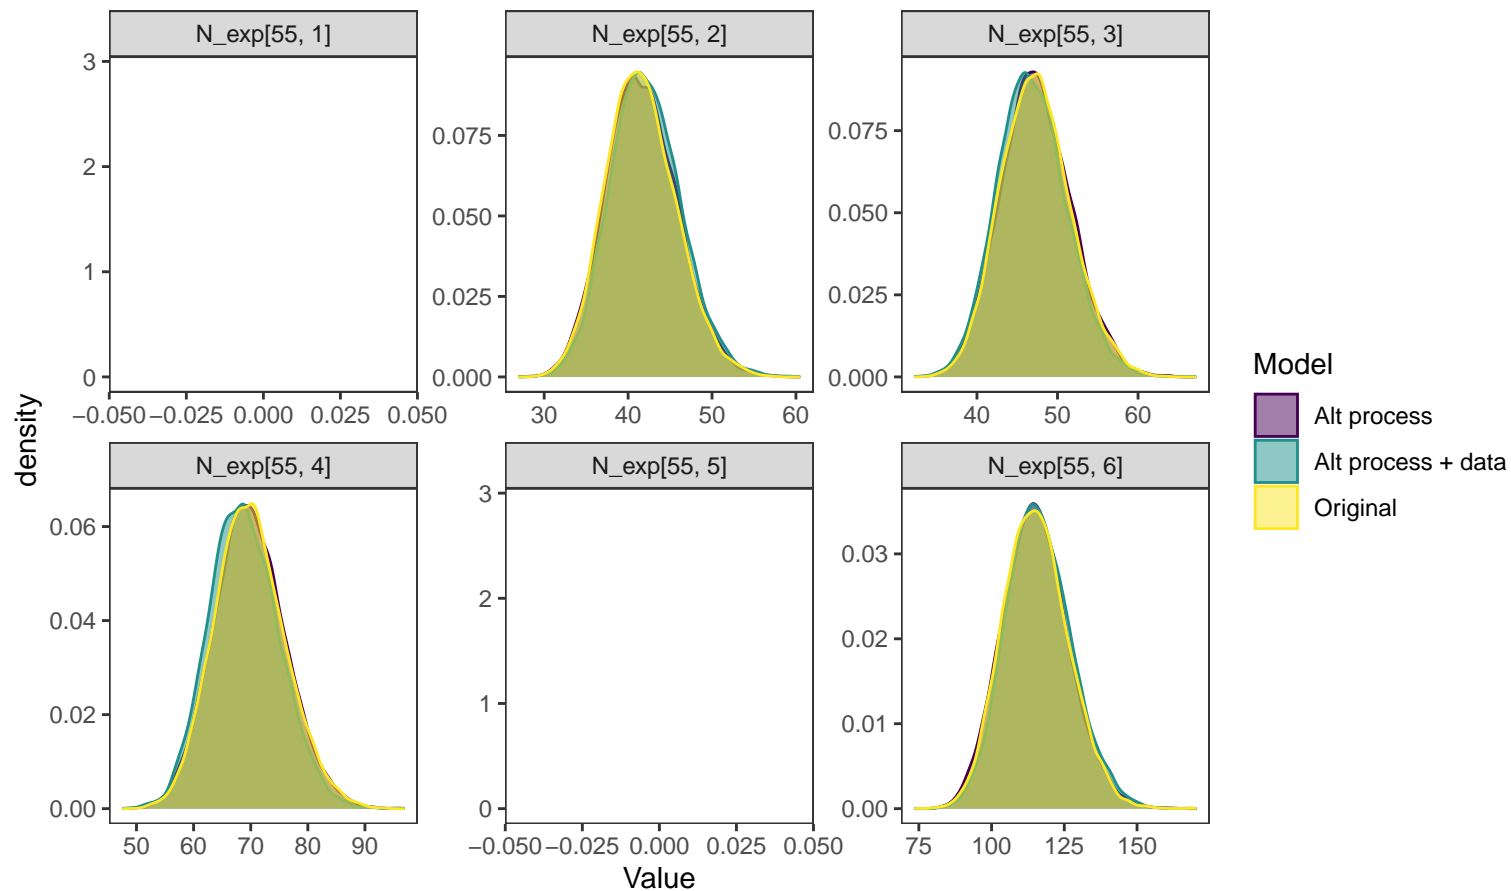 N_exp[55, 1]
N_exp[55, 2]
N_exp[55, 3]
3
2
1
0
−0.050 −0.025 0.000 0.025 0.050
0.075
0.050
0.025
0.000
30 40 50 60
0.075
0.050
0.025
0.000
40 50 60
N_exp[55, 4]
N_exp[55, 5]
N_exp[55, 6]
0.06
0.04
0.02
0.00
50 60 70 80 90
3
2
1
0
−0.050 −0.025 0.000 0.025 0.050
0.03
0.02
0.01
0.00
75 100 125 150
density
Value
Model
Alt process
Alt process + data
Original